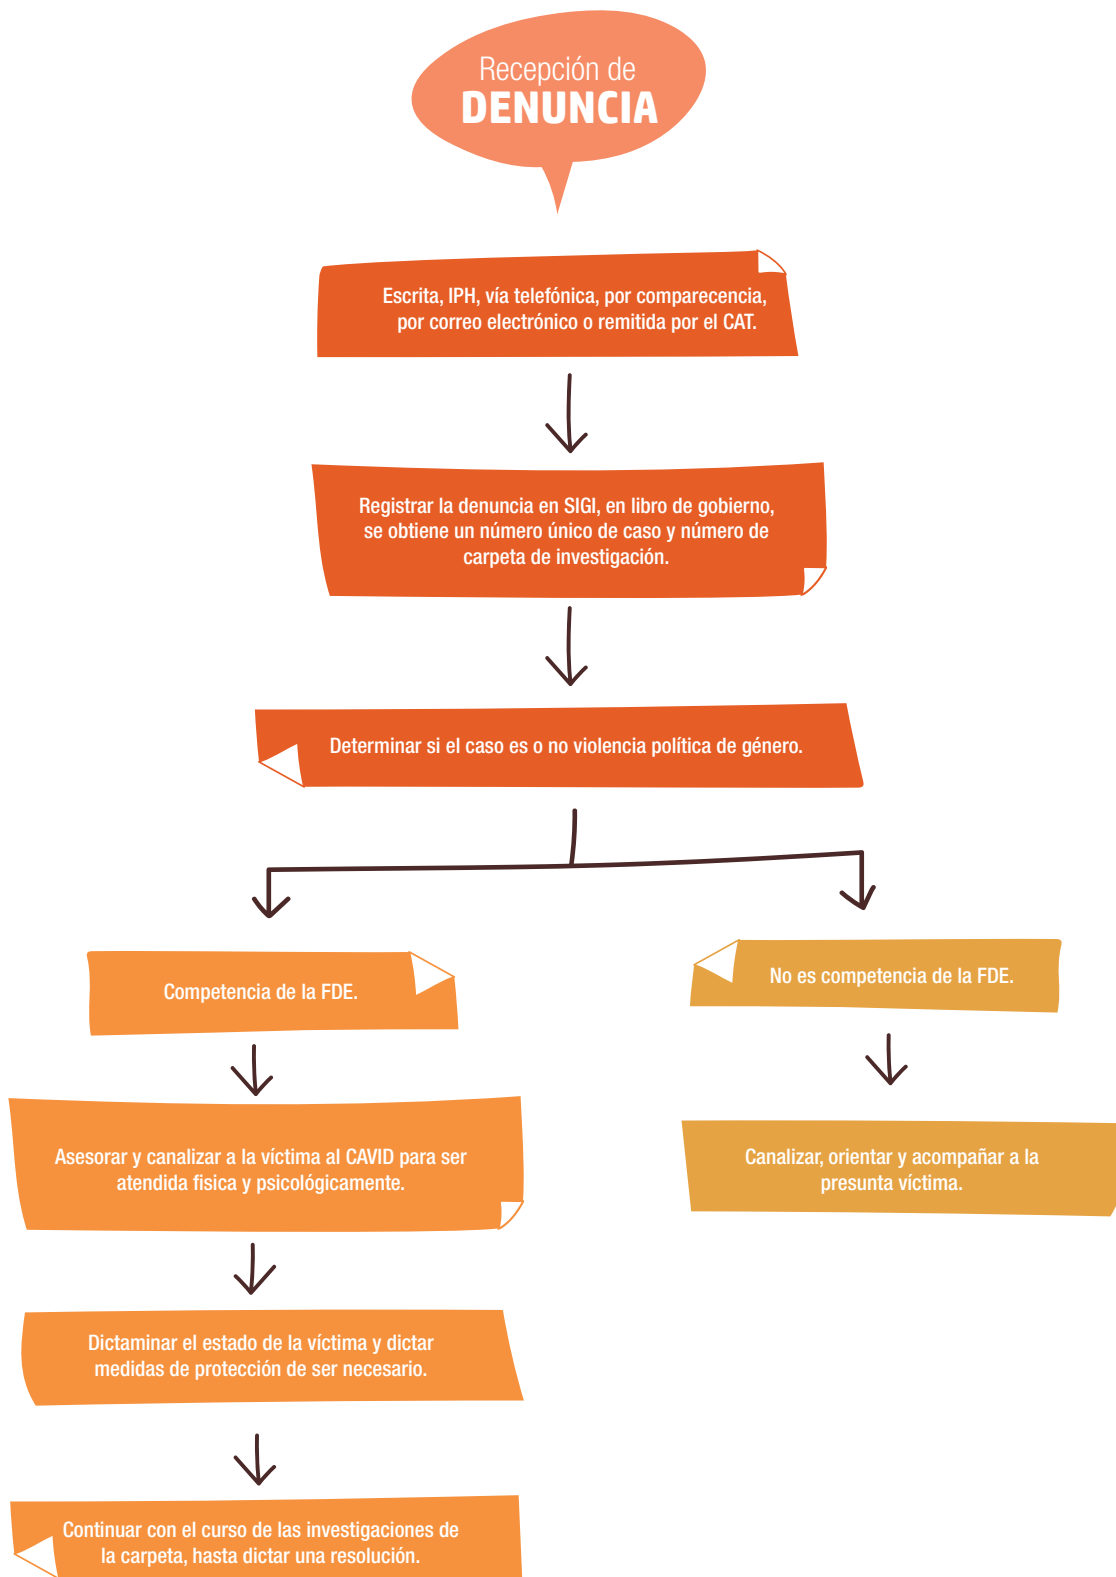 Recepción de
DENUNCIA
Escrita, IPH, vía telefónica, por comparecencia,
por correo electrónico o remitida por el CAT.
Registrar la denuncia en SIGI, en libro de gobierno,
se obtiene un número único de caso y número de
carpeta de investigación.
Determinar si el caso es o no violencia política de género.
Competencia de la FDE.
No es competencia de la FDE.
Asesorar y canalizar a la víctima al CAVID para ser
atendida fisica y psicológicamente.
Canalizar, orientar y acompañar a la
presunta víctima.
Dictaminar el estado de la víctima y dictar
medidas de protección de ser necesario.
Continuar con el curso de las investigaciones de
la carpeta, hasta dictar una resolución.